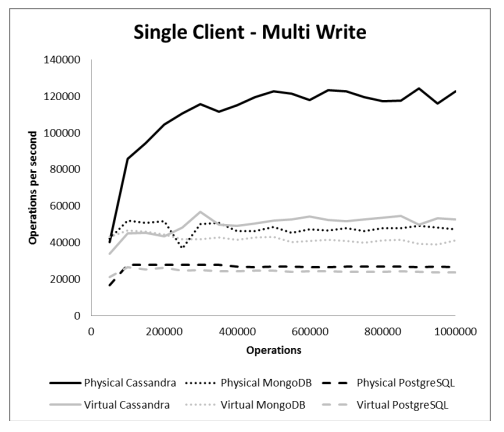 Single Client - Multi Write
140000
120000
100000
80000
60000
40000
20000
0
Operations per second
0 200000 400000 600000 800000 1000000
Operations
Physical Cassandra Physical MongoDB Physical PostgreSQL
Virtual Cassandra Virtual MongoDB Virtual PostgreSQL